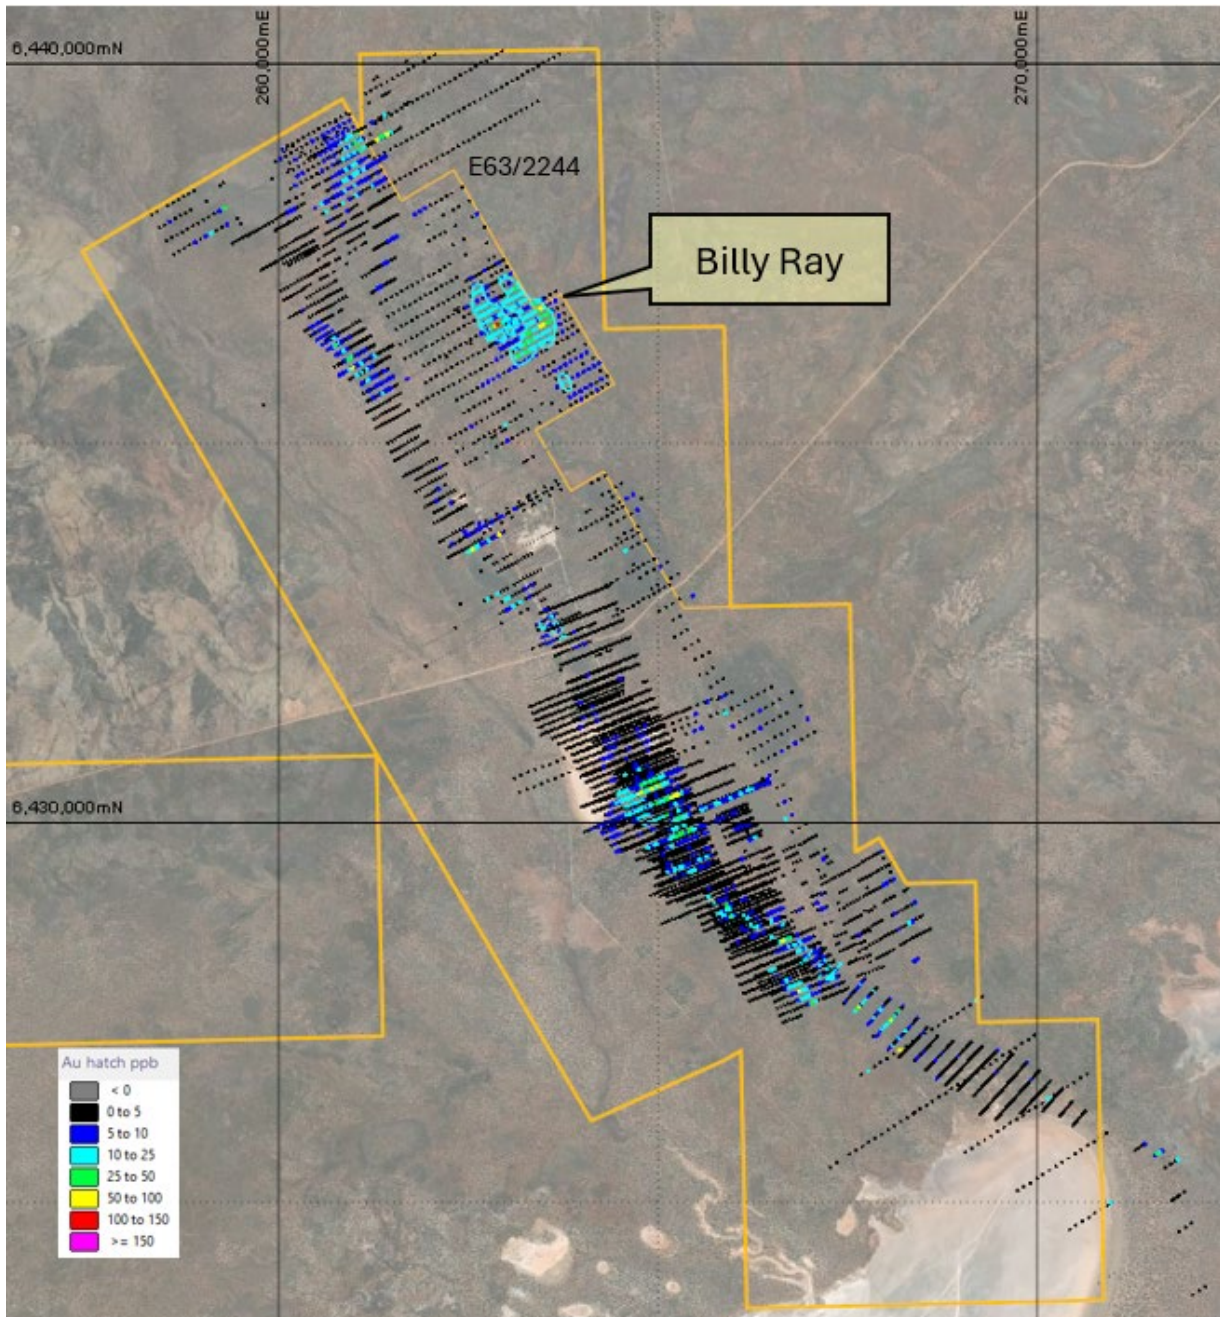 6,440,000mN
260,000mE
270,000mE
E63/2244
Billy Ray
6,430,000mN
Au hatch ppb
< 0
0 to 5
5 to 10
10 to 25
25 to 50
50 to 100
100 to 150
>= 150